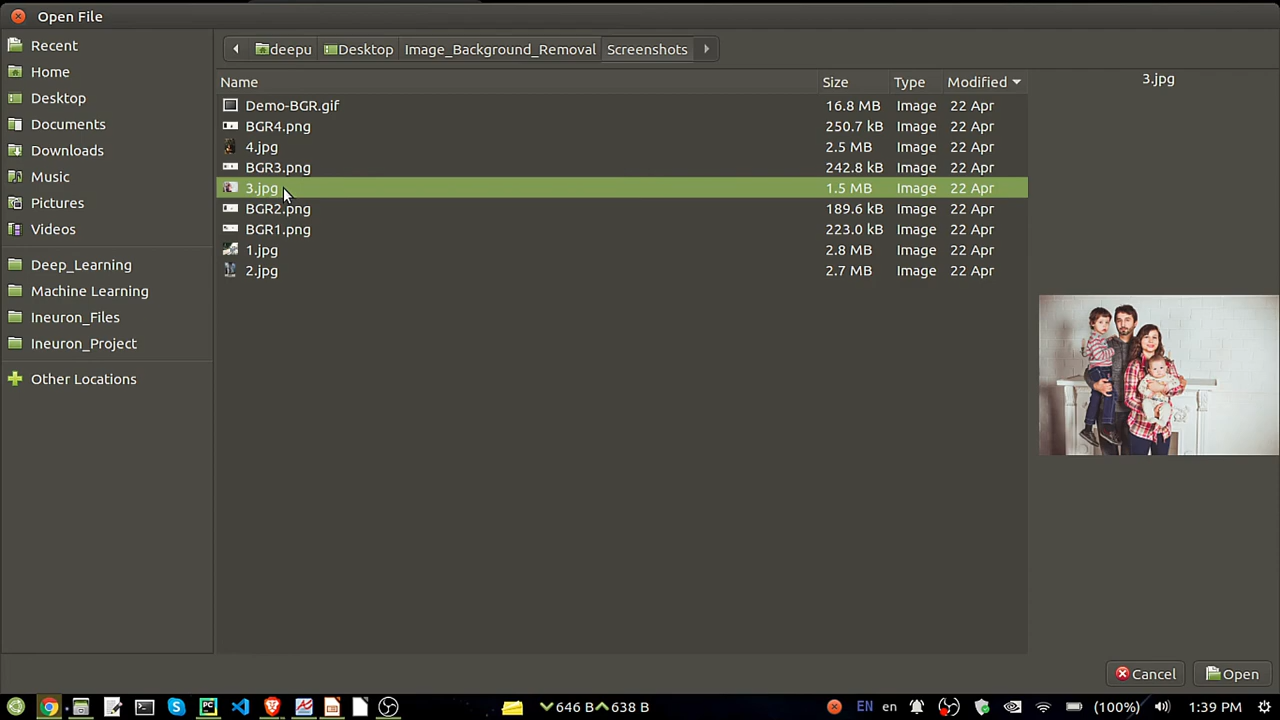 Open File
Recent
Home
Desktop
Documents
Downloads
Music
Pictures
Videos
Deep_Learning
Machine Learning
Ineuron_Files
Ineuron_Project
Other Locations
deepu Desktop Image_Background_Removal Screenshots
Name Size Type Modified
Demo-BGR.gif 16.8 MB Image 22 Apr
BGR4.png 250.7 kB Image 22 Apr
4.jpg 2.5 MB Image 22 Apr
BGR3.png 242.8 kB Image 22 Apr
3.jpg 1.5 MB Image 22 Apr
BGR2.png 189.6 kB Image 22 Apr
BGR1.png 223.0 kB Image 22 Apr
1.jpg 2.8 MB Image 22 Apr
2.jpg 2.7 MB Image 22 Apr
3.jpg
Cancel Open
PC 646 B 638 B EN en (100%) 1:39 PM